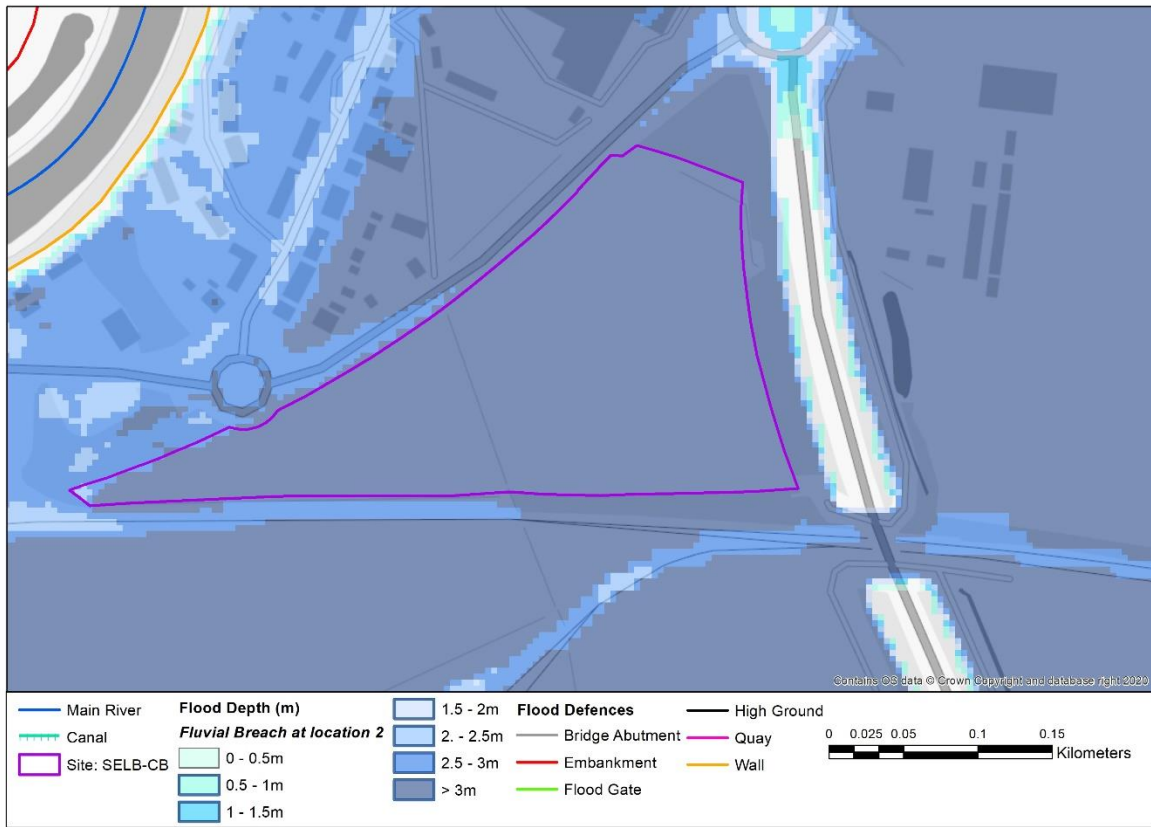 Contains OS data © Crown Copyright and database right 2020
Main River
Canal
Site: SELB-CB
Flood Depth (m)
Fluvial Breach at location 2
0 - 0.5m
0.5 - 1m
1 - 1.5m
1.5 - 2m
2. - 2.5m
2.5 - 3m
> 3m
Flood Defences
Bridge Abutment
Embankment
Flood Gate
High Ground
Quay
Wall
0 0.025 0.05 0.1 0.15
Kilometers